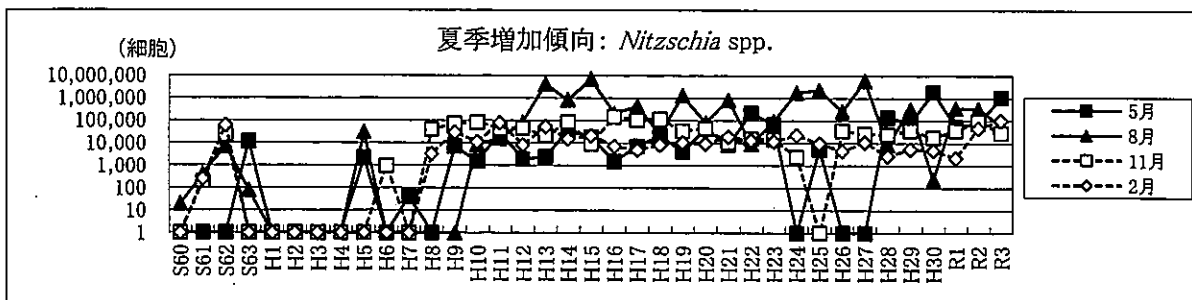 夏季増加傾向: Nitzschia spp.
(細胞)
10,000,000
1,000,000
100,000
10,000
1,000
100
10
1
S60
S61
S62
S63
H1
H2
H3
H4
H5
H6
H7
H8
H9
H10
H11
H12
H13
H14
H15
H16
H17
H18
H19
H20
H21
H22
H23
H24
H25
H26
H27
H28
H29
H30
R1
R2
R3
5月
8月
11月
2月